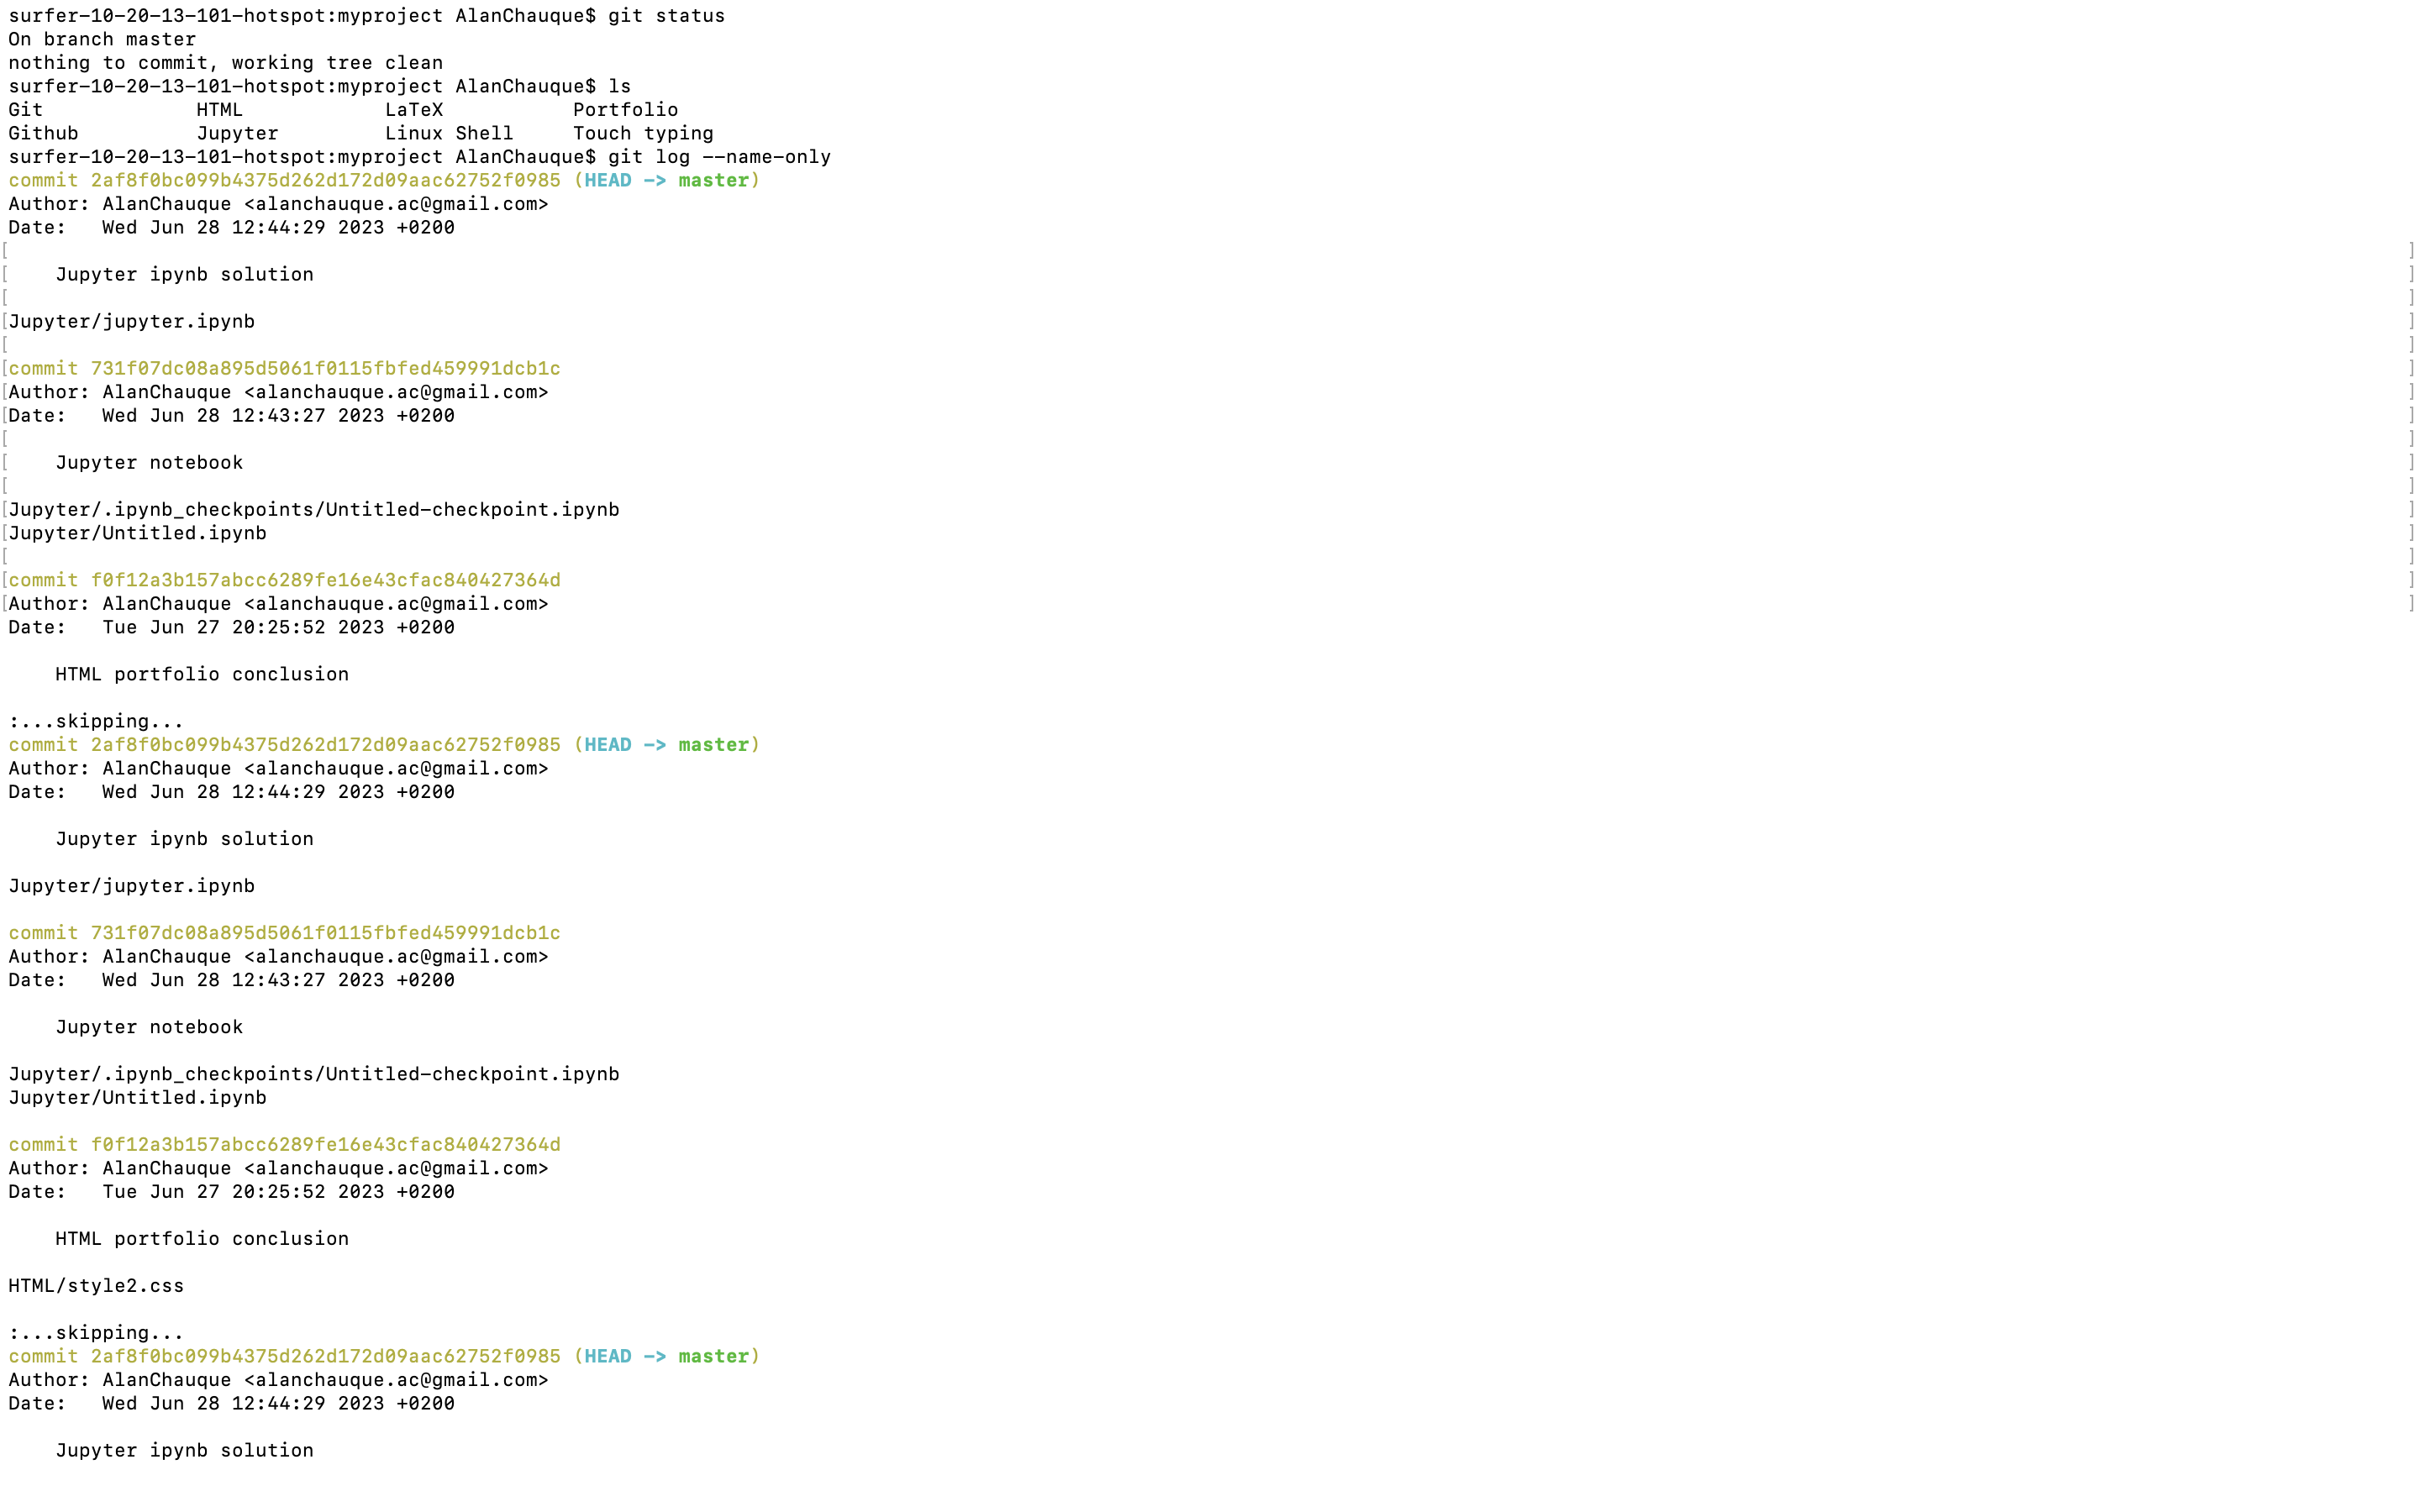 surfer-10-20-13-101-hotspot:myproject AlanChauque$ git status
On branch master
nothing to commit, working tree clean
surfer-10-20-13-101-hotspot:myproject AlanChauque$ ls
Git             HTML            LaTeX           Portfolio
Github          Jupyter         Linux Shell     Touch typing
surfer-10-20-13-101-hotspot:myproject AlanChauque$ git log --name-only
commit 2af8f0bc099b4375d262d172d09aac62752f0985 (HEAD -> master)
Author: AlanChauque <alanchauque.ac@gmail.com>
Date:   Wed Jun 28 12:44:29 2023 +0200
[ ]
[    Jupyter ipynb solution ]
[ ]
[Jupyter/jupyter.ipynb ]
[ ]
[commit 731f07dc08a895d5061f0115fbfed459991dcb1c ]
[Author: AlanChauque <alanchauque.ac@gmail.com> ]
[Date:   Wed Jun 28 12:43:27 2023 +0200 ]
[ ]
[    Jupyter notebook ]
[ ]
[Jupyter/.ipynb_checkpoints/Untitled-checkpoint.ipynb ]
[Jupyter/Untitled.ipynb ]
[ ]
[commit f0f12a3b157abcc6289fe16e43cfac840427364d ]
[Author: AlanChauque <alanchauque.ac@gmail.com> ]
Date:   Tue Jun 27 20:25:52 2023 +0200

    HTML portfolio conclusion

:...skipping...
commit 2af8f0bc099b4375d262d172d09aac62752f0985 (HEAD -> master)
Author: AlanChauque <alanchauque.ac@gmail.com>
Date:   Wed Jun 28 12:44:29 2023 +0200

    Jupyter ipynb solution

Jupyter/jupyter.ipynb

commit 731f07dc08a895d5061f0115fbfed459991dcb1c
Author: AlanChauque <alanchauque.ac@gmail.com>
Date:   Wed Jun 28 12:43:27 2023 +0200

    Jupyter notebook

Jupyter/.ipynb_checkpoints/Untitled-checkpoint.ipynb
Jupyter/Untitled.ipynb

commit f0f12a3b157abcc6289fe16e43cfac840427364d
Author: AlanChauque <alanchauque.ac@gmail.com>
Date:   Tue Jun 27 20:25:52 2023 +0200

    HTML portfolio conclusion

HTML/style2.css

:...skipping...
commit 2af8f0bc099b4375d262d172d09aac62752f0985 (HEAD -> master)
Author: AlanChauque <alanchauque.ac@gmail.com>
Date:   Wed Jun 28 12:44:29 2023 +0200

    Jupyter ipynb solution